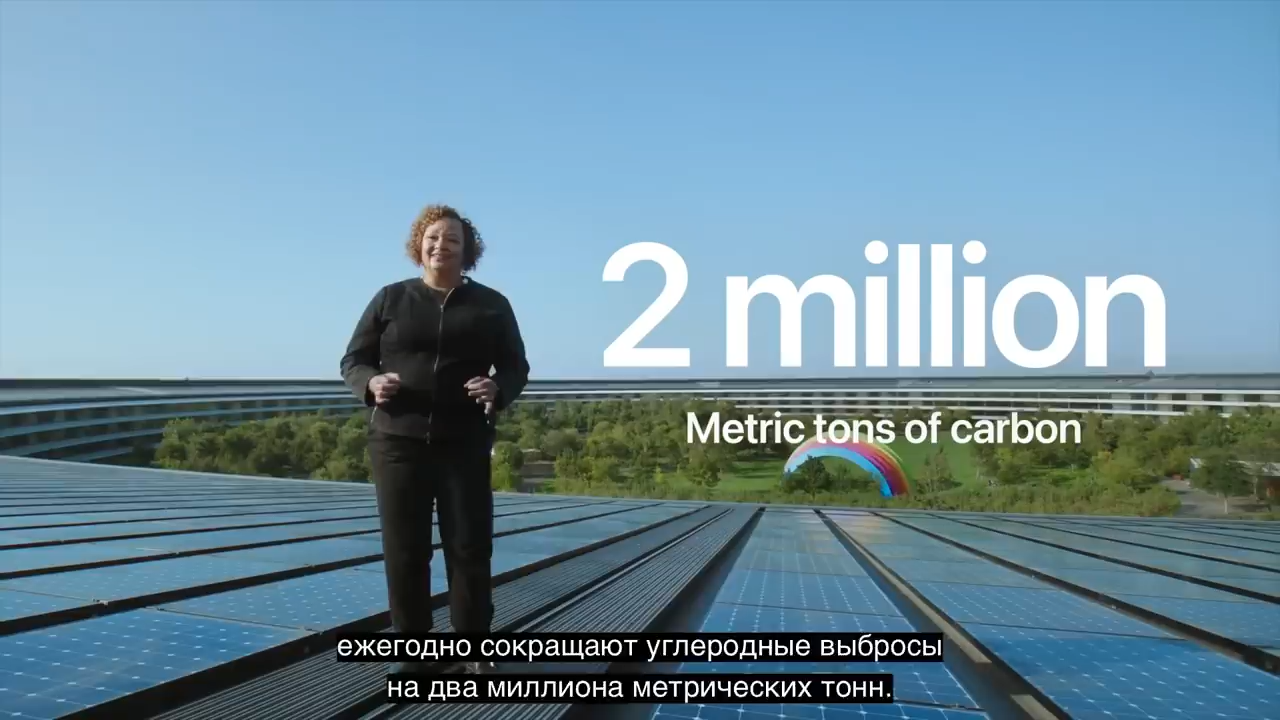 2 million
Metric tons of carbon
ежегодно сокращают углеродные выбросы
на два миллиона метрических тонн.